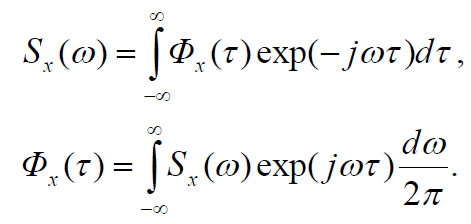 S_x(ω) = ∫_{−∞}^{∞} Φ_x(τ) exp(−jωτ)dτ ,
Φ_x(τ) = ∫_{−∞}^{∞} S_x(ω) exp(jωτ) dω/2π .